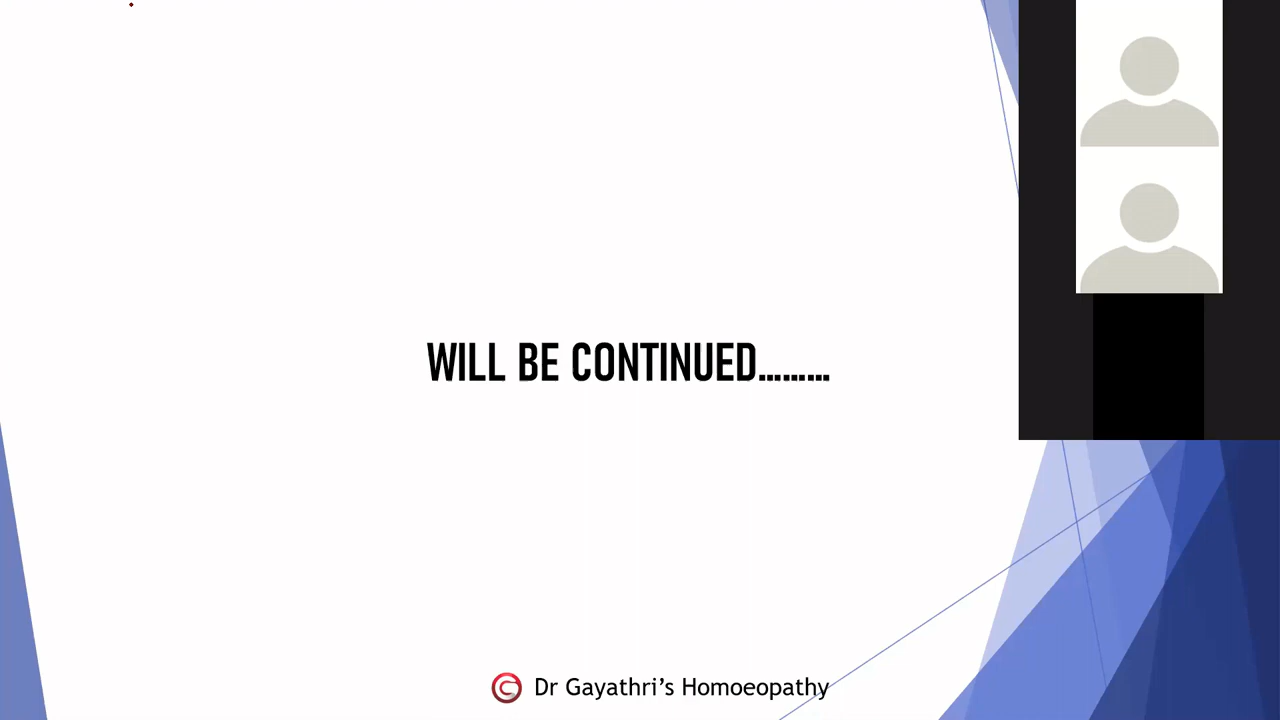 WILL BE CONTINUED.........
Dr Gayathri's Homoeopathy